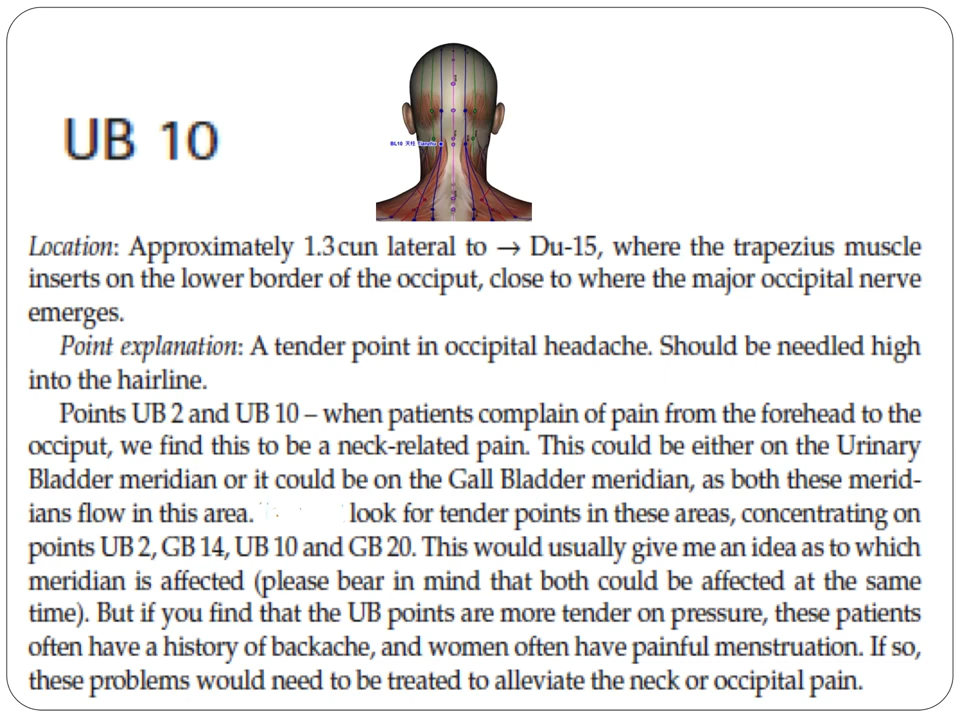 UB 10
BL10 天柱 Tianzhu
Location: Approximately 1.3 cun lateral to → Du-15, where the trapezius muscle
inserts on the lower border of the occiput, close to where the major occipital nerve
emerges.
Point explanation: A tender point in occipital headache. Should be needled high
into the hairline.
Points UB 2 and UB 10 – when patients complain of pain from the forehead to the
occiput, we find this to be a neck-related pain. This could be either on the Urinary
Bladder meridian or it could be on the Gall Bladder meridian, as both these merid-
ians flow in this area. look for tender points in these areas, concentrating on
points UB 2, GB 14, UB 10 and GB 20. This would usually give me an idea as to which
meridian is affected (please bear in mind that both could be affected at the same
time). But if you find that the UB points are more tender on pressure, these patients
often have a history of backache, and women often have painful menstruation. If so,
these problems would need to be treated to alleviate the neck or occipital pain.